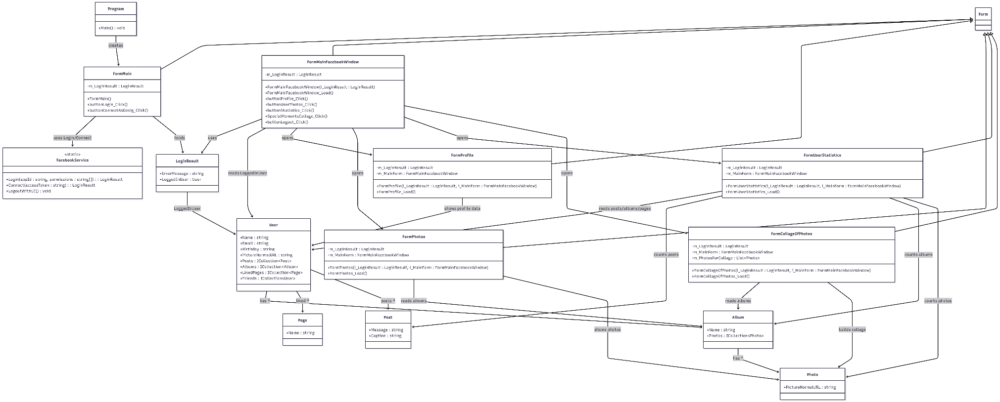 Program
+Main() : void
Form
creates
FormMain
-m_LoginResult : LoginResult
+FormMain()
+buttonLogin_Click()
+buttonConnectAsDesig_Click()
FormMainFacebookWindow
-m_LoginResult : LoginResult
+FormMainFacebookWindow(i_LoginResult : LoginResult)
+FormMainFacebookWindow_Load()
+buttonProfile_Click()
+buttonUserPhotos_Click()
+buttonStatistics_Click()
+SpecialMomentsCollage_Click()
+buttonLogout_Click()
uses Login/Connect
holds
uses
opens
opens
«static»
FacebookService
+Login(appId : string, permissions : string[]) : : LoginResult
+Connect(accessToken : string) : : LoginResult
+LogoutWithUI() : void
LoginResult
+ErrorMessage : string
+LoggedInUser : User
reads LoggedInUser
opens
FormProfile
-m_LoginResult : LoginResult
-m_MainForm : FormMainFacebookWindow
+FormProfile(i_LoginResult : LoginResult, i_MainForm : FormMainFacebookWindow)
+FormProfile_Load()
opens
FormUserStatistics
-m_LoginResult : LoginResult
-m_MainForm : FormMainFacebookWindow
+FormUserStatistics(i_LoginResult : LoginResult, i_MainForm : FormMainFacebookWindow)
+FormUserStatistics_Load()
LoggedInUser
shows profile data
reads posts/albums/pages
User
+Name : string
+Email : string
+Birthday : string
+PictureNormalURL : string
+Posts : ICollection<Post>
+Albums : ICollection<Album>
+LikedPages : ICollection<Page>
+Friends : ICollection<User>
FormPhotos
-m_LoginResult : LoginResult
-m_MainForm : FormMainFacebookWindow
+FormPhotos(i_LoginResult : LoginResult, i_MainForm : FormMainFacebookWindow)
+FormPhotos_Load()
counts posts
FormCollageOfPhotos
-m_LoginResult : LoginResult
-m_MainForm : FormMainFacebookWindow
-m_PhotosForCollage : List<Photo>
+FormCollageOfPhotos(i_LoginResult : LoginResult, i_MainForm : FormMainFacebookWindow)
+FormCollageOfPhotos_Load()
counts albums
has *
liked *
posts *
reads albums
reads albums
counts photos
Page
+Name : string
Post
+Message : string
+Caption : string
shows photos
Album
+Name : string
+Photos : ICollection<Photo>
builds collage
has *
Photo
+PictureNormalURL : string